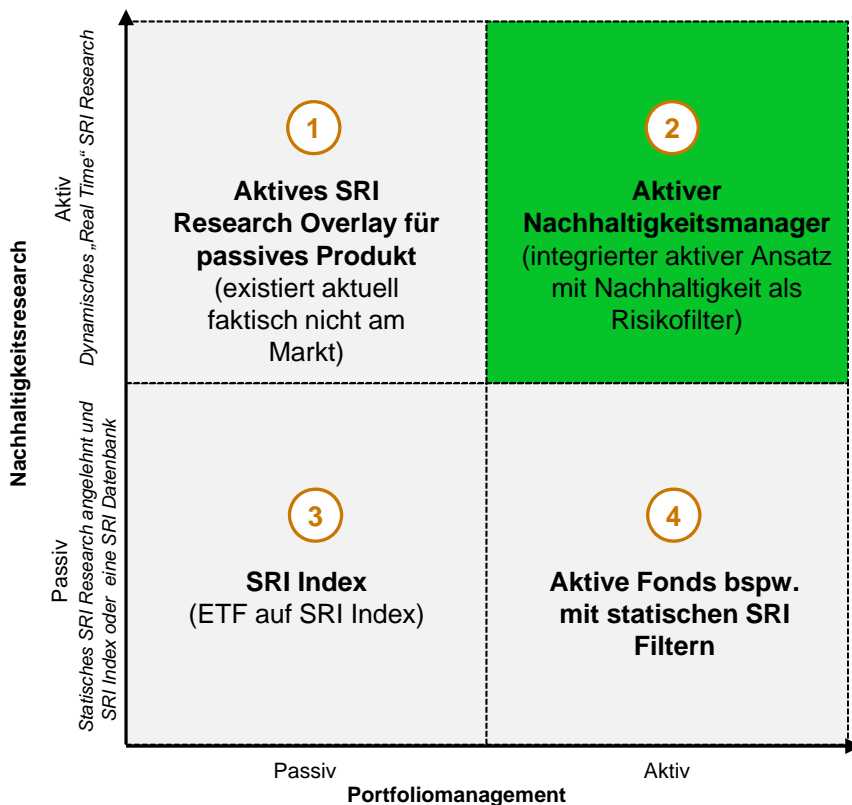 Nachhaltigkeitsresearch
Aktiv
Dynamisches „Real Time“ SRI Research
1
Aktives SRI
Research Overlay für
passives Produkt
(existiert aktuell
faktisch nicht am
Markt)
2
Aktiver
Nachhaltigkeitsmanager
(integrierter aktiver Ansatz
mit Nachhaltigkeit als
Risikofilter)
Passiv
Statisches SRI Research angelehnt und
SRI Index oder eine SRI Datenbank
3
SRI Index
(ETF auf SRI Index)
4
Aktive Fonds bspw.
mit statischen SRI
Filtern
Passiv
Aktiv
Portfoliomanagement